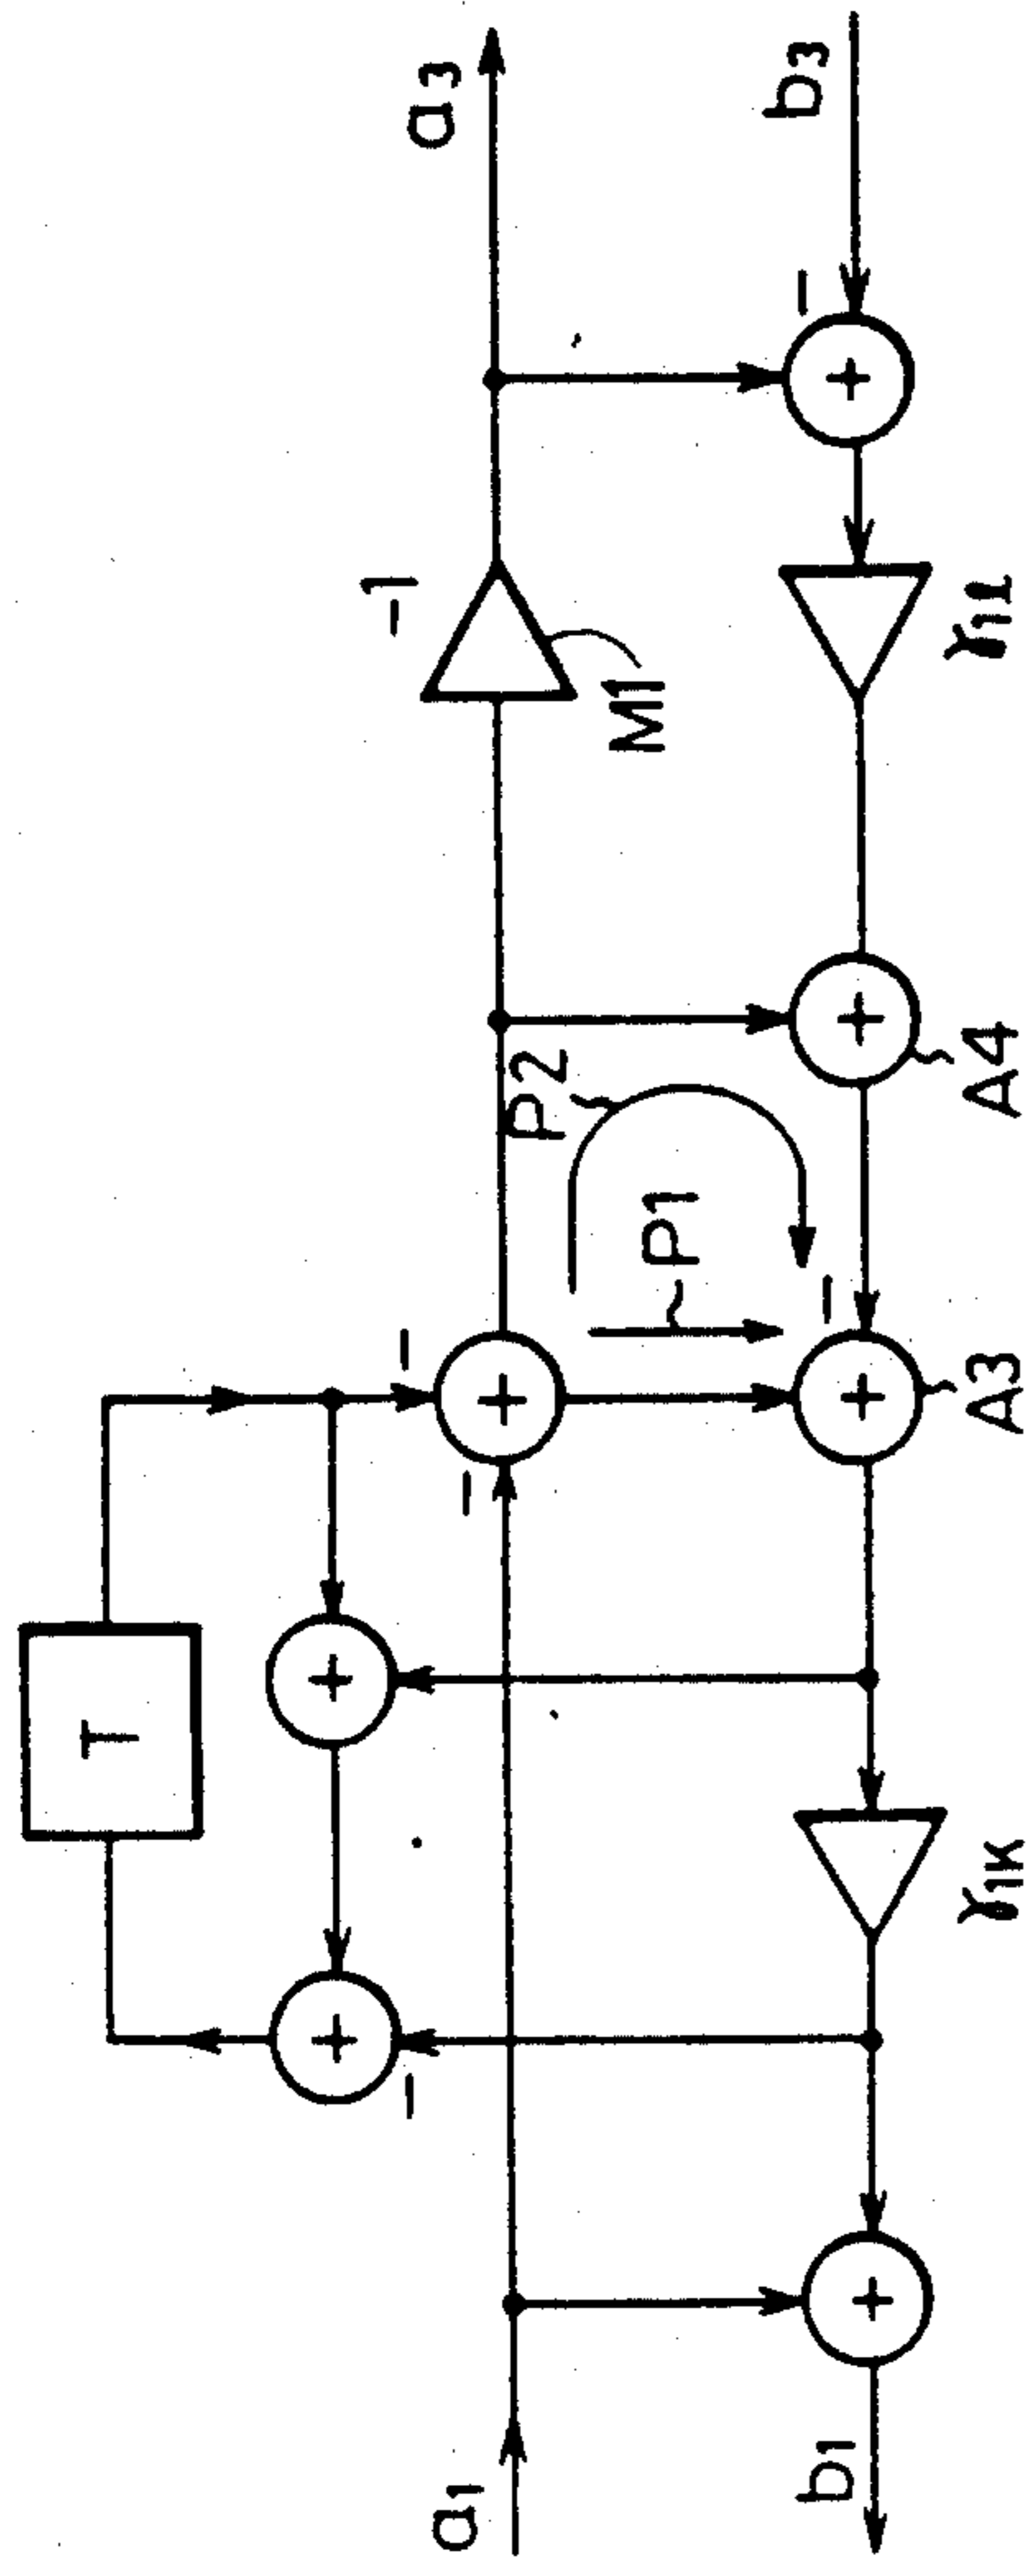 T
+
+
a₁
+
-
-
P1
P2
-1
M1
a₃
b₁
+
γ₁K
+
-
A3
+
A4
γ₁ℓ
+
-
b₃
+
-